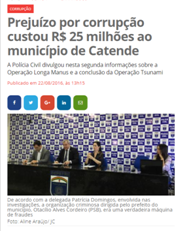 CORRUPÇÃO
Prejuízo por corrupção
custou R$ 25 milhões ao
município de Catende
A Polícia Civil divulgou nesta segunda informações sobre a
Operação Longa Manus e a conclusão da Operação Tsunami
Publicado em 22/08/2016, às 13h15
De acordo com a delegada Patrícia Domingos, envolvida nas
investigações, a organização criminosa dirigida pelo prefeito do
município, Otacílio Alves Cordeiro (PSB), era uma verdadeira máquina
de fraudes
Foto: Aline Araújo/ JC